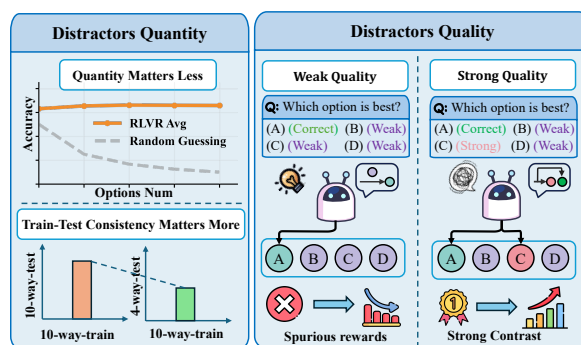 Distractors Quantity
Quantity Matters Less
Accuracy
RLVR Avg
Random Guessing
Options Num
Train-Test Consistency Matters More
10-way-test
10-way-train
4-way-test
10-way-train
Distractors Quality
Weak Quality
Q: Which option is best?
(A) (Correct) (B) (Weak)
(C) (Weak) (D) (Weak)
A B C D
Spurious rewards
Strong Quality
Q: Which option is best?
(A) (Correct) (B) (Weak)
(C) (Strong) (D) (Weak)
A B C D
1
Strong Contrast